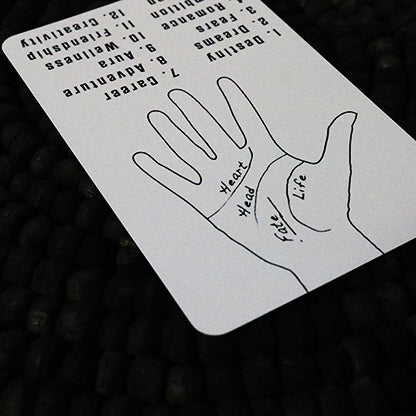 1. Destiny
2. Dreams
3. Fears
Romance
bition
7. Career
8. Adventure
9. Aura
10. Wellness
11. Friendship
12. Creativity
Heart
Head
Fate
Life